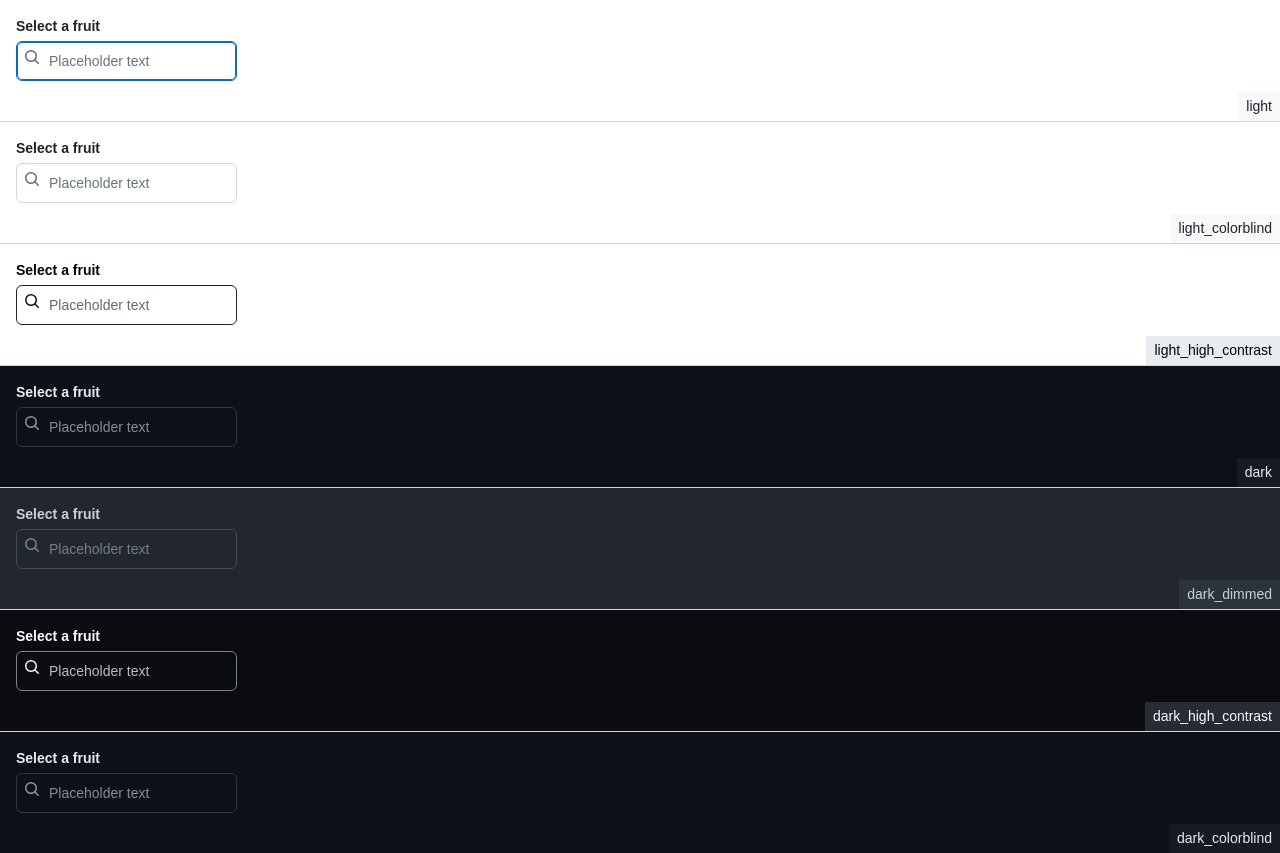 Select a fruit
Placeholder text
light
Select a fruit
Placeholder text
light_colorblind
Select a fruit
Placeholder text
light_high_contrast
Select a fruit
Placeholder text
dark
Select a fruit
Placeholder text
dark_dimmed
Select a fruit
Placeholder text
dark_high_contrast
Select a fruit
Placeholder text
dark_colorblind